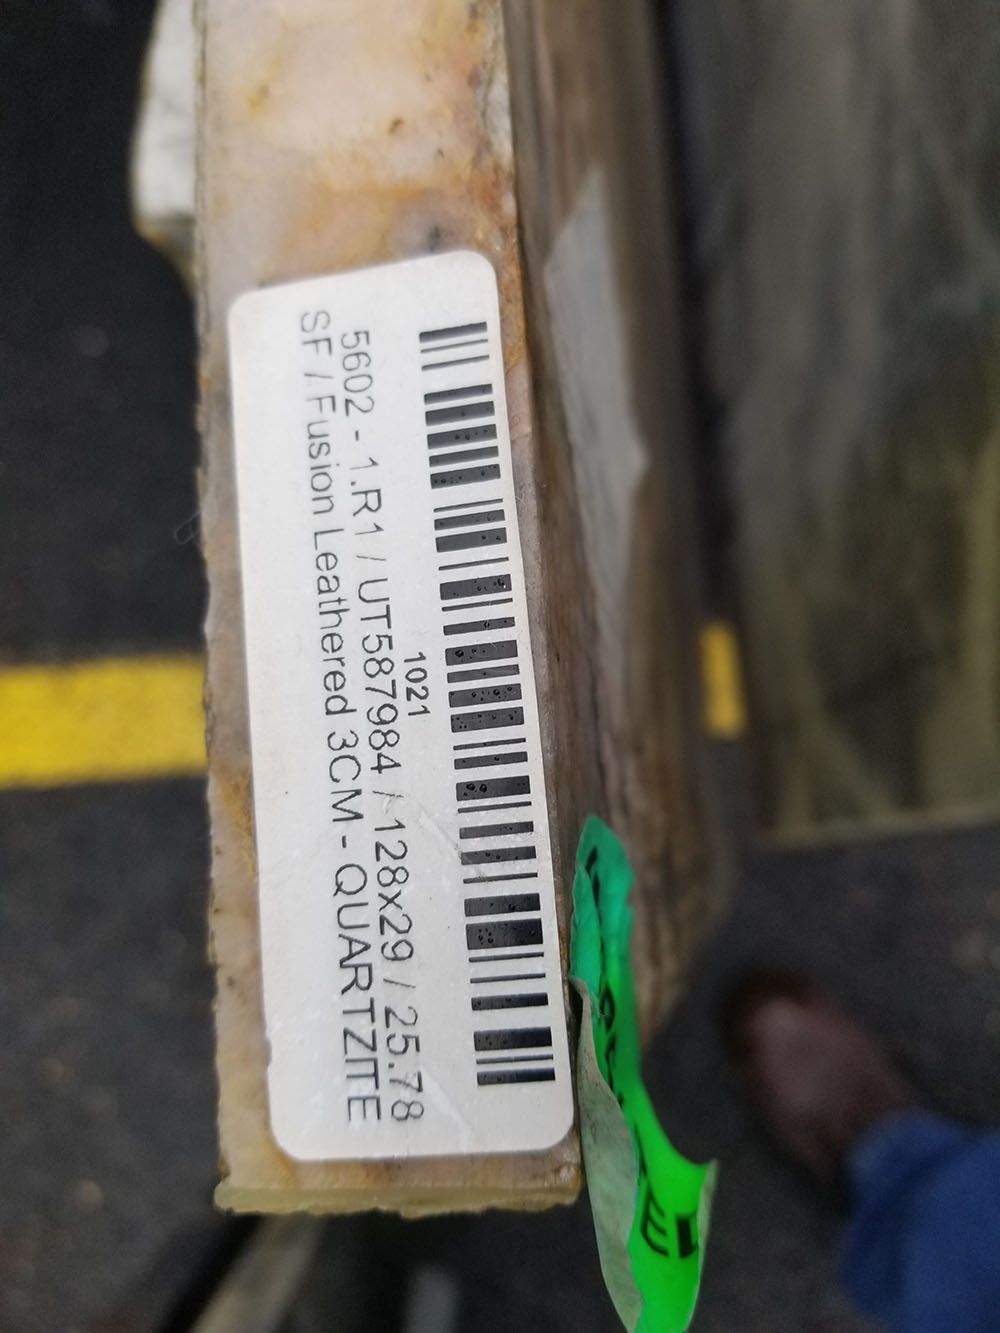 1021
5602 - 1.R1 / UT587984 / 128x29 / 25.78
SF / Fusion Leathered 3CM - QUARTZITE